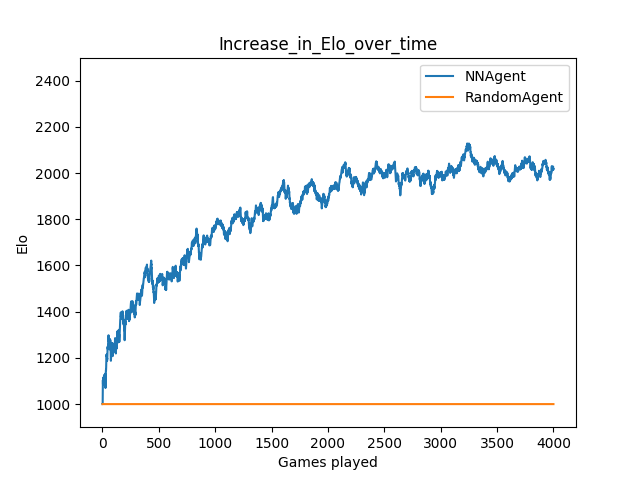 Increase_in_Elo_over_time
NNAgent
RandomAgent
Elo
2400
2200
2000
1800
1600
1400
1200
1000
0 500 1000 1500 2000 2500 3000 3500 4000
Games played